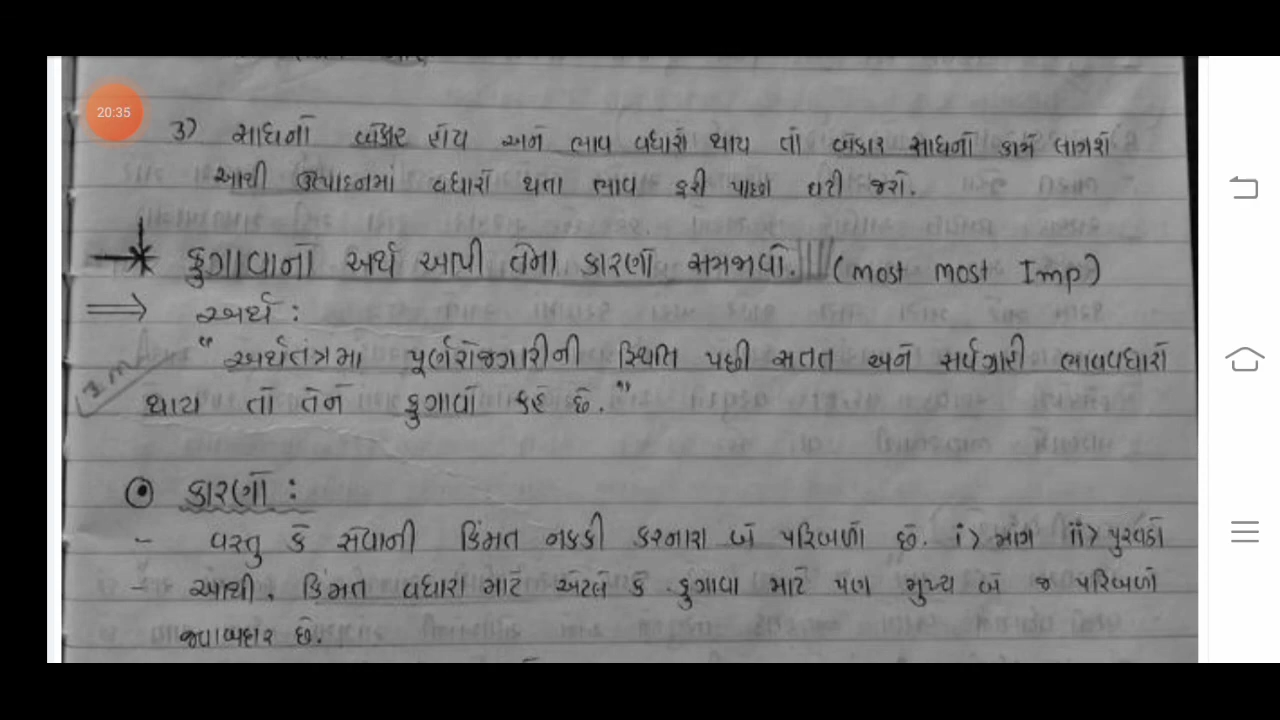 20:35
૩) સાધનો બેકાર હોય અને ભાવ વધારો થાય તો બેકાર સાધનો કામે લાગશે
આથી ઉત્પાદનમાં વધારો થતા ભાવ ફરી પાછા ઘટી જશે.
ફુગાવાનો અર્થ આપી તેના કારણો સમજાવો. (most most Imp)
⇒ અર્થ :
" અર્થતંત્રમા પૂર્ણરોજગારીની સ્થિતિ પછી સતત અને સર્વગ્રાહી ભાવવધારો
થાય તો તેને ફુગાવો કહે છે. "
Imp
કારણો :
- વસ્તુ કે સેવાની કિંમત નક્કી કરનારા બે પરિબળો છે. i> માંગ ii> પુરવઠો
- આથી, કિંમત વધારા માટે એટલે કે ફુગાવા માટે પણ મુખ્ય બે જ પરિબળો
જવાબદાર છે.